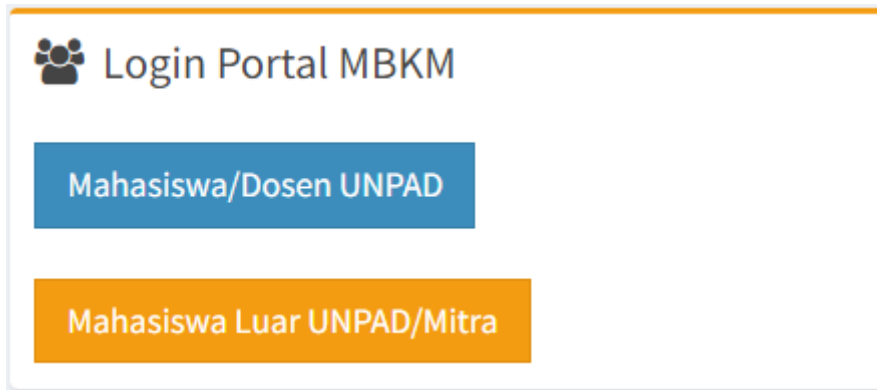 Login Portal MBKM
Mahasiswa/Dosen UNPAD
Mahasiswa Luar UNPAD/Mitra